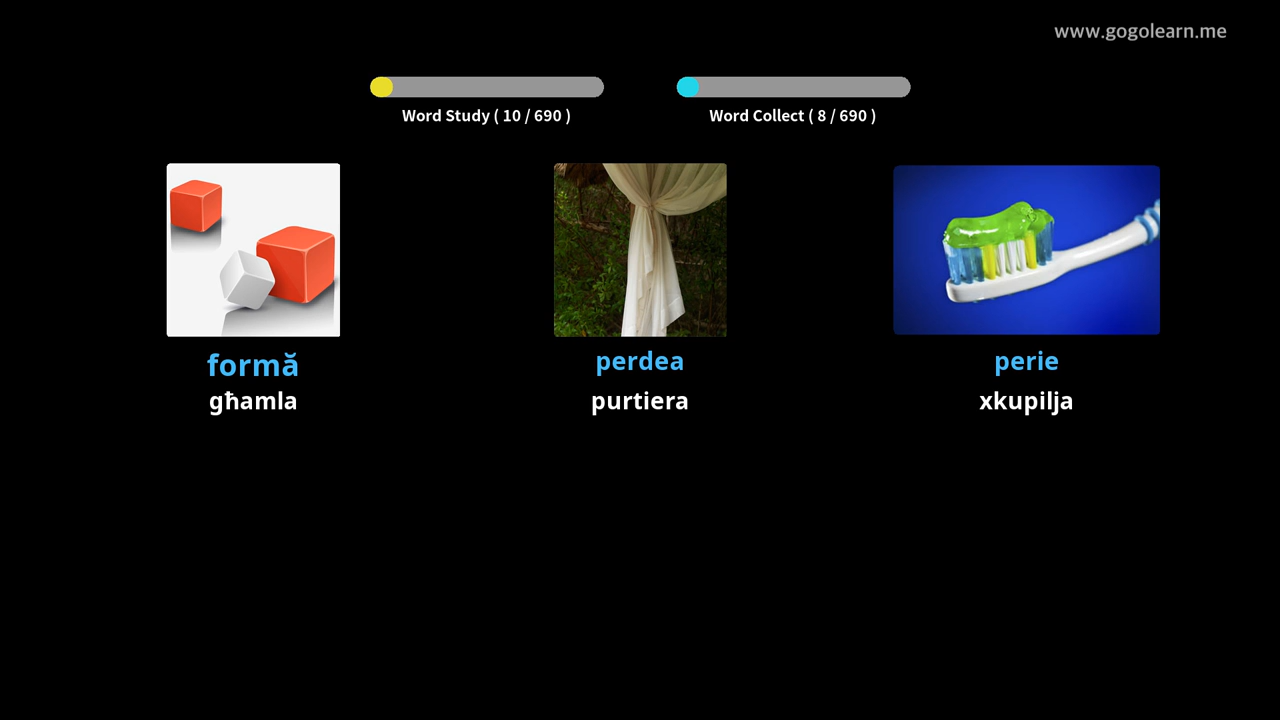 www.gogolearn.me
Word Study ( 10 / 690 )
Word Collect ( 8 / 690 )
formă
għamla
perdea
purtiera
perie
xkupilja